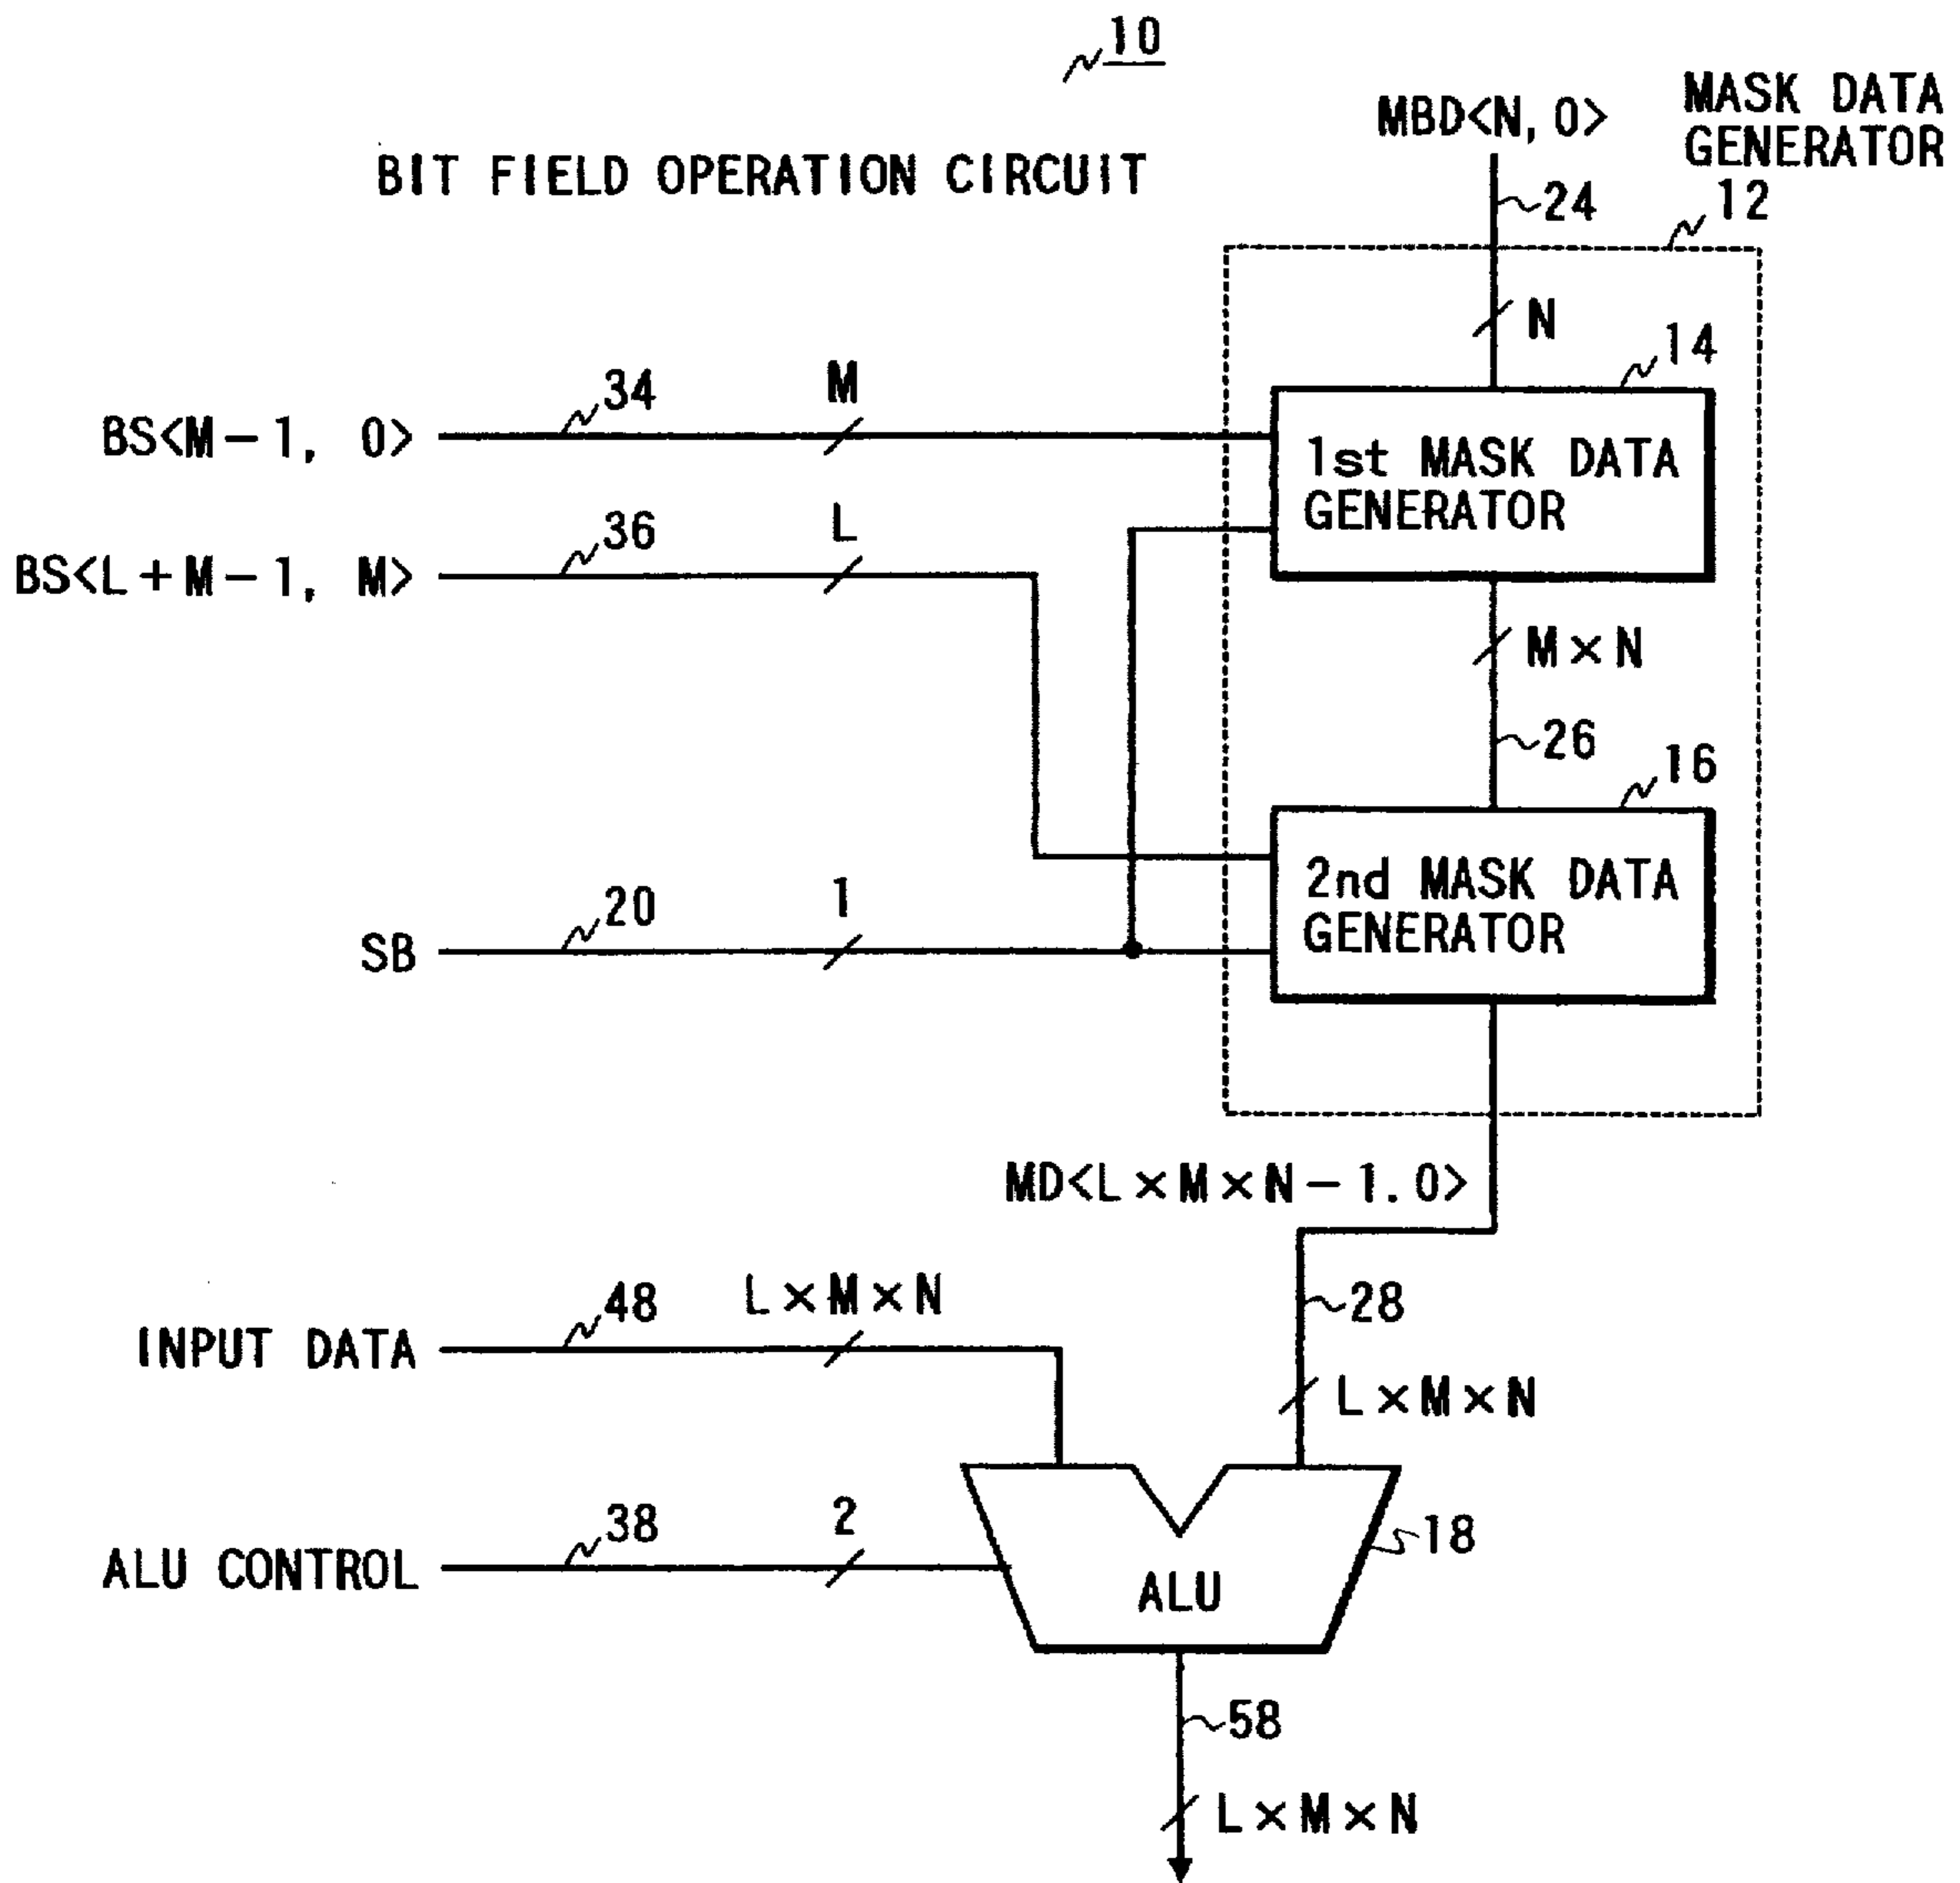 10
MBD<N, 0>
MASK DATA
GENERATOR
BIT FIELD OPERATION CIRCUIT
24
12
N
14
BS<M-1, 0>
34
M
1st MASK DATA
GENERATOR
BS<L+M-1, M>
36
L
M×N
26
16
2nd MASK DATA
GENERATOR
SB
20
1
MD<L×M×N-1.0>
INPUT DATA
48
L×M×N
28
L×M×N
ALU CONTROL
38
2
18
ALU
58
L×M×N